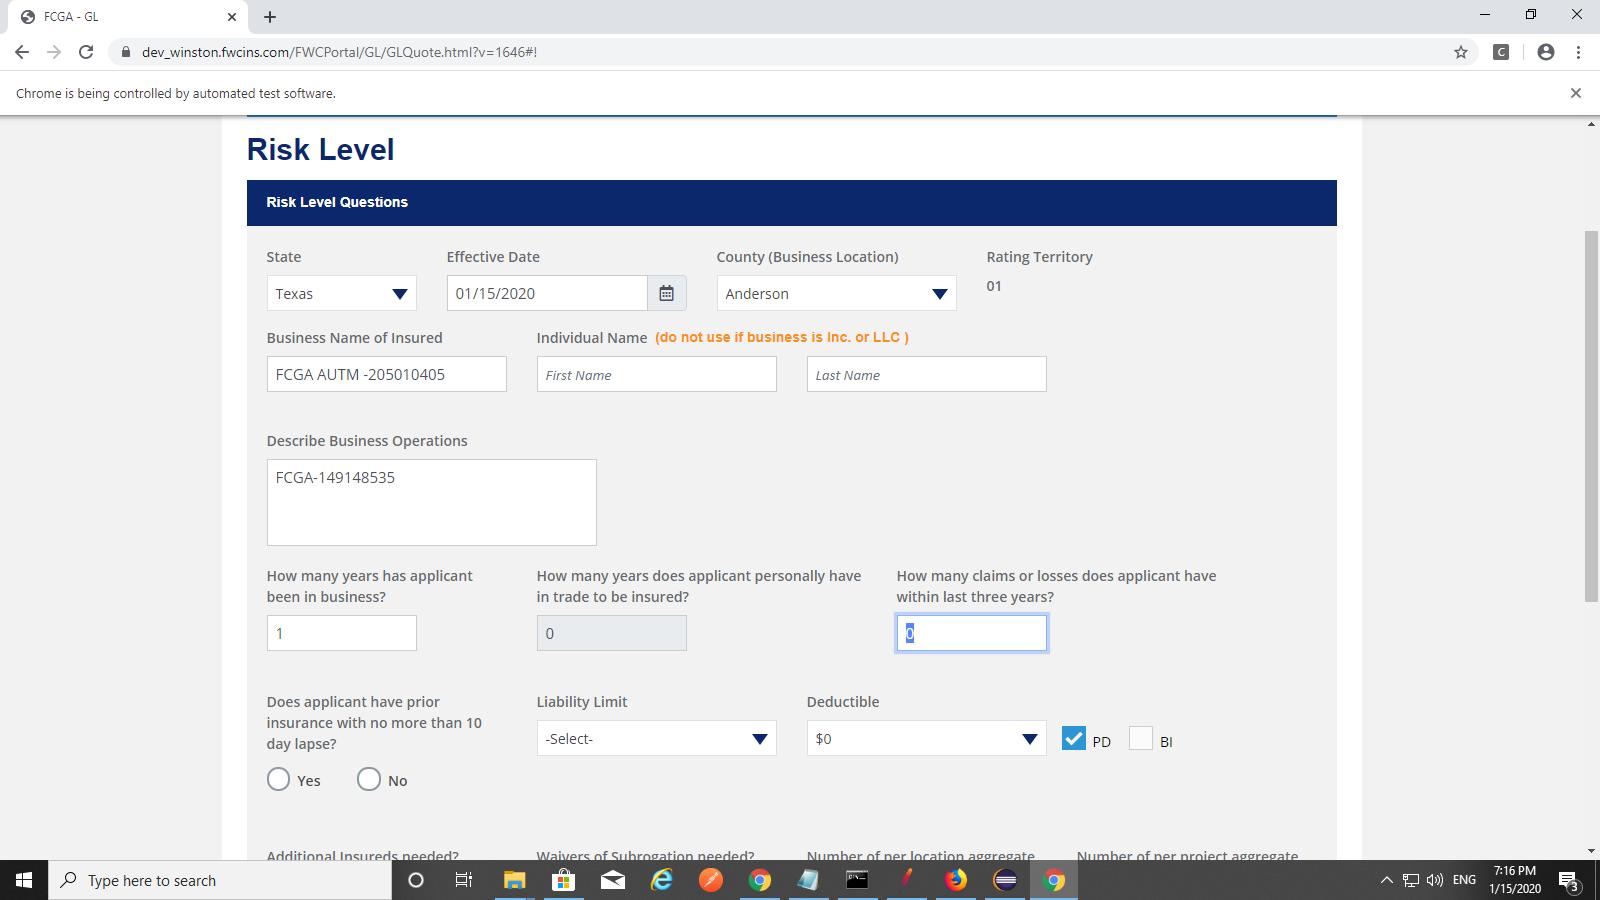 FCGA - GL
dev_winston.fwcins.com/FWCPortal/GL/GLQuote.html?v=1646#!
C
Chrome is being controlled by automated test software.
Risk Level
Risk Level Questions
State
Effective Date
County (Business Location)
Rating Territory
Texas
01/15/2020
Anderson
01
Business Name of Insured
Individual Name (do not use if business is Inc. or LLC )
FCGA AUTM -205010405
First Name
Last Name
Describe Business Operations
FCGA-149148535
How many years has applicant
been in business?
How many years does applicant personally have
in trade to be insured?
How many claims or losses does applicant have
within last three years?
1
0
0
Does applicant have prior
insurance with no more than 10
day lapse?
Liability Limit
Deductible
-Select-
$0
PD
BI
Yes
No
Additional Insureds needed?
Waivers of Subrogation needed?
Number of per location aggregate
Number of per project aggregate
Type here to search
ENG
7:16 PM
1/15/2020
3